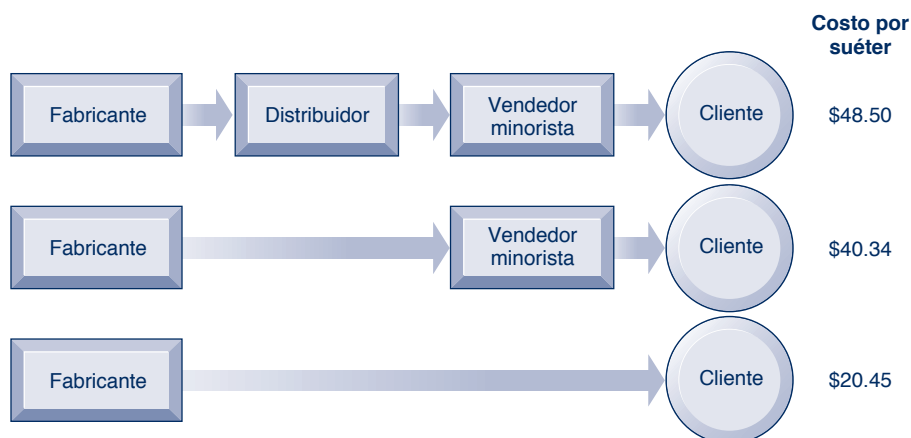 Costo por
suéter
Fabricante
Distribuidor
Vendedor
minorista
Cliente
$48.50
Fabricante
Vendedor
minorista
Cliente
$40.34
Fabricante
Cliente
$20.45